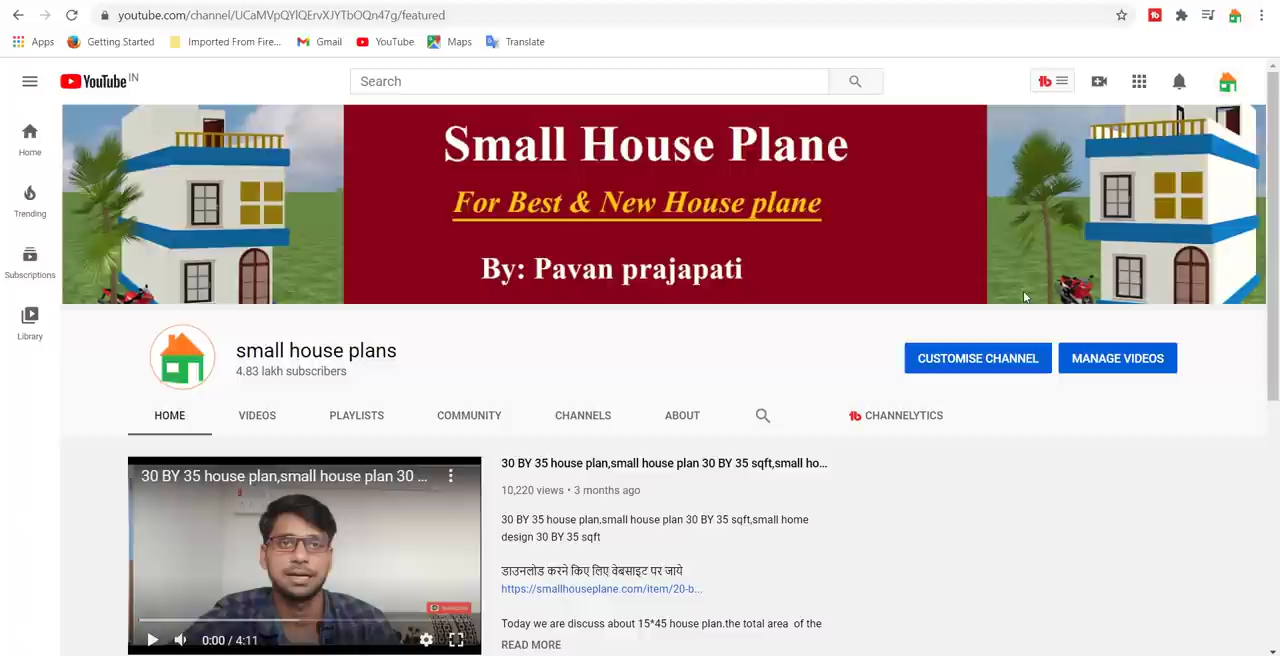 youtube.com/channel/UCaMVpQYlQErvXJYTbOQn47g/featured
Apps Getting Started Imported From Fire... Gmail YouTube Maps Translate
YouTube IN
Search
tb
Home
Trending
Subscriptions
Library
Small House Plane
For Best & New House plane
By: Pavan prajapati
small house plans
4.83 lakh subscribers
CUSTOMISE CHANNEL MANAGE VIDEOS
HOME VIDEOS PLAYLISTS COMMUNITY CHANNELS ABOUT tb CHANNELYTICS
30 BY 35 house plan,small house plan 30 ...
0:00 / 4:11
30 BY 35 house plan,small house plan 30 BY 35 sqft,small ho...
10,220 views • 3 months ago
30 BY 35 house plan,small house plan 30 BY 35 sqft,small home
design 30 BY 35 sqft
डाउनलोड करने किए लिए वेबसाइट पर जाये
https://smallhouseplane.com/item/20-b...
Today we are discuss about 15*45 house plan.the total area of the
READ MORE